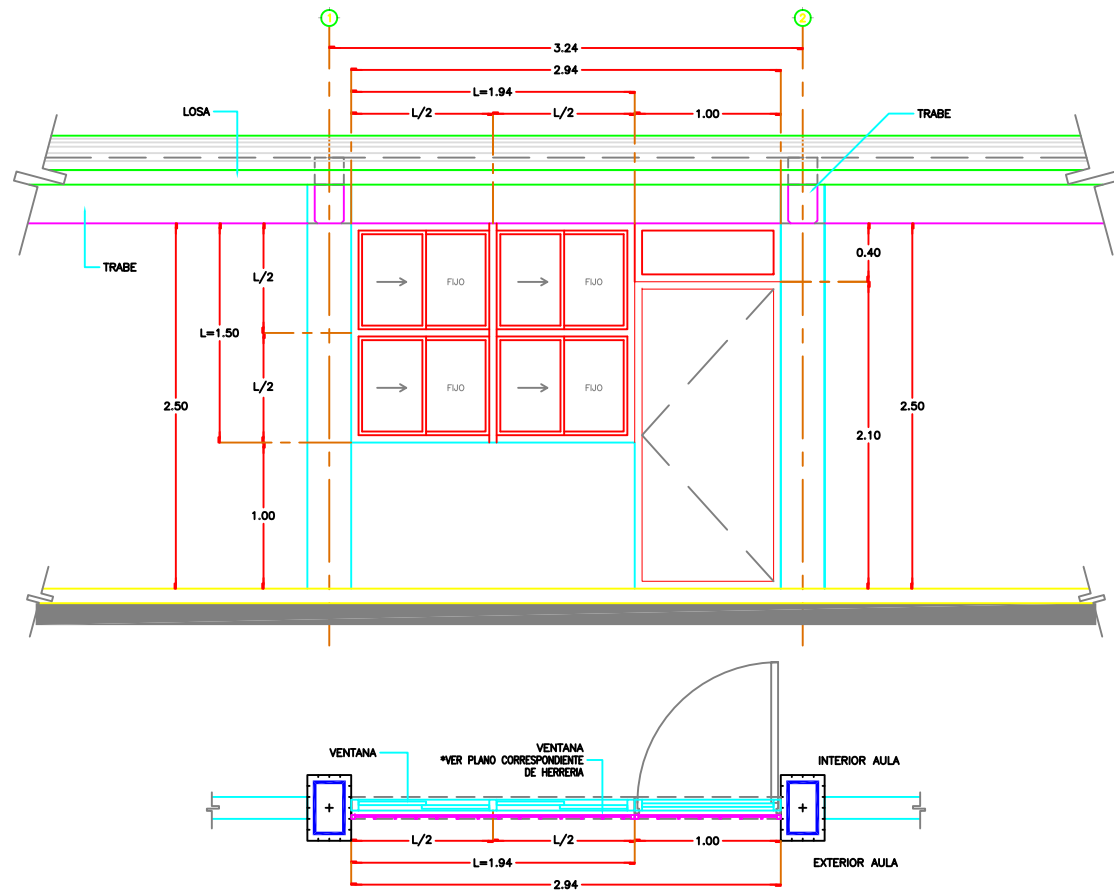 1
2
3.24
2.94
L=1.94
L/2
L/2
1.00
LOSA
TRABE
TRABE
L/2
L=1.50
L/2
2.50
1.00
FIJO
FIJO
FIJO
FIJO
0.40
2.50
2.10
VENTANA
VENTANA
*VER PLANO CORRESPONDIENTE
DE HERRERIA
INTERIOR AULA
L/2
L/2
1.00
L=1.94
EXTERIOR AULA
2.94